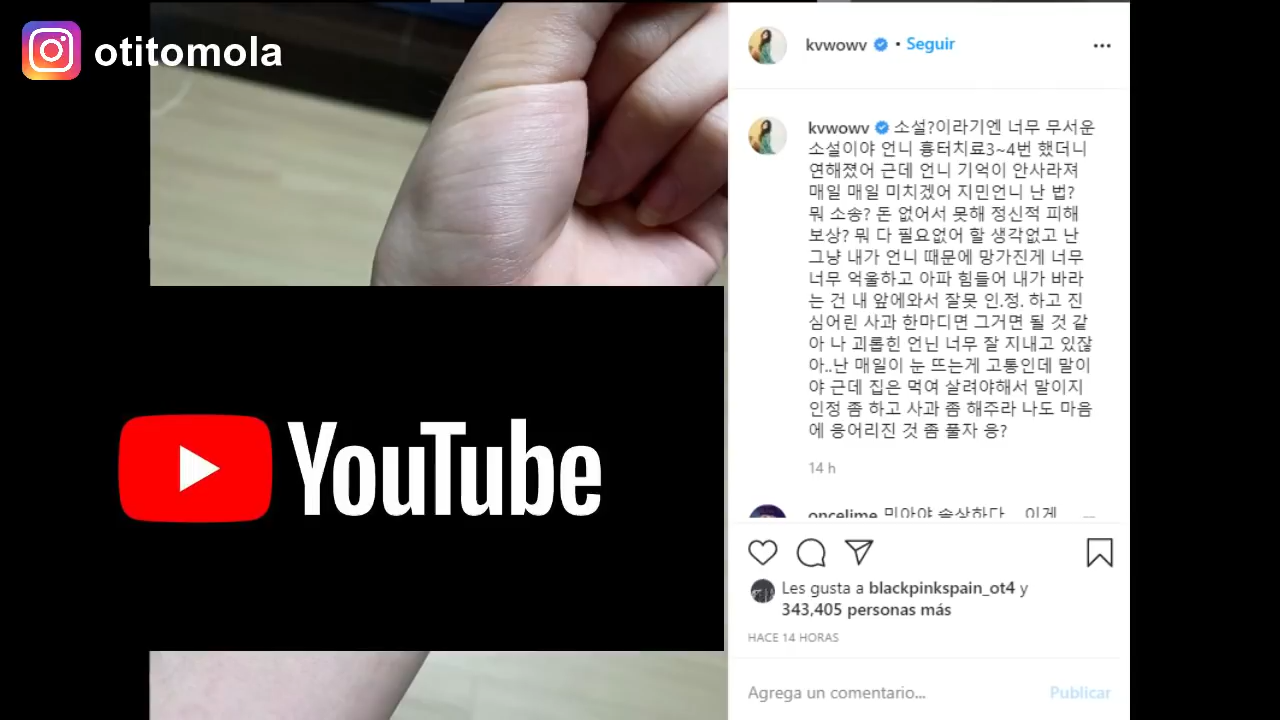 otitomola
kvwowv • Seguir
kvwowv 소설?이라기엔 너무 무서운
소설이야 언니 흉터치료3~4번 했더니
연해졌어 근데 언니 기억이 안사라져
매일 매일 미치겠어 지민언니 난 법?
뭐 소송? 돈 없어서 못해 정신적 피해
보상? 뭐 다 필요없어 할 생각없고 난
그냥 내가 언니 때문에 망가진게 너무
너무 억울하고 아파 힘들어 내가 바라
는 건 내 앞에와서 잘못 인.정. 하고 진
심어린 사과 한마디면 그거면 될 것 같
아 나 괴롭힌 언닌 너무 잘 지내고 있잖
아..난 매일이 눈 뜨는게 고통인데 말이
야 근데 집은 먹여 살려야해서 말이지
인정 좀 하고 사과 좀 해주라 나도 마음
에 응어리진 것 좀 풀자 응?
14 h
oncelime 민아야 속상하다... 이게
YouTube
Les gusta a blackpinkspain_ot4 y
343,405 personas más
HACE 14 HORAS
Agrega un comentario...
Publicar